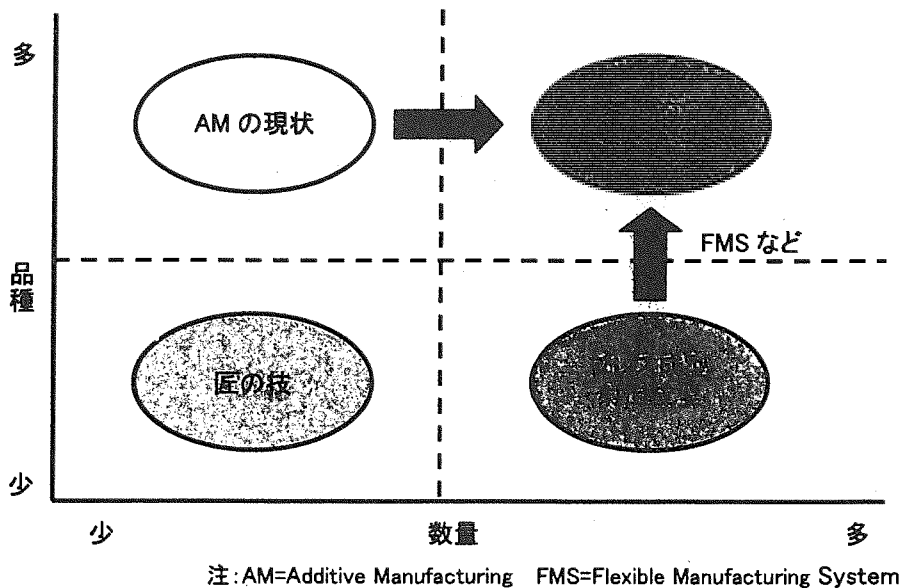 多
AM の現状
FMS など
品
種
匠の技
少
少
数量
多
注:AM=Additive Manufacturing FMS=Flexible Manufacturing System